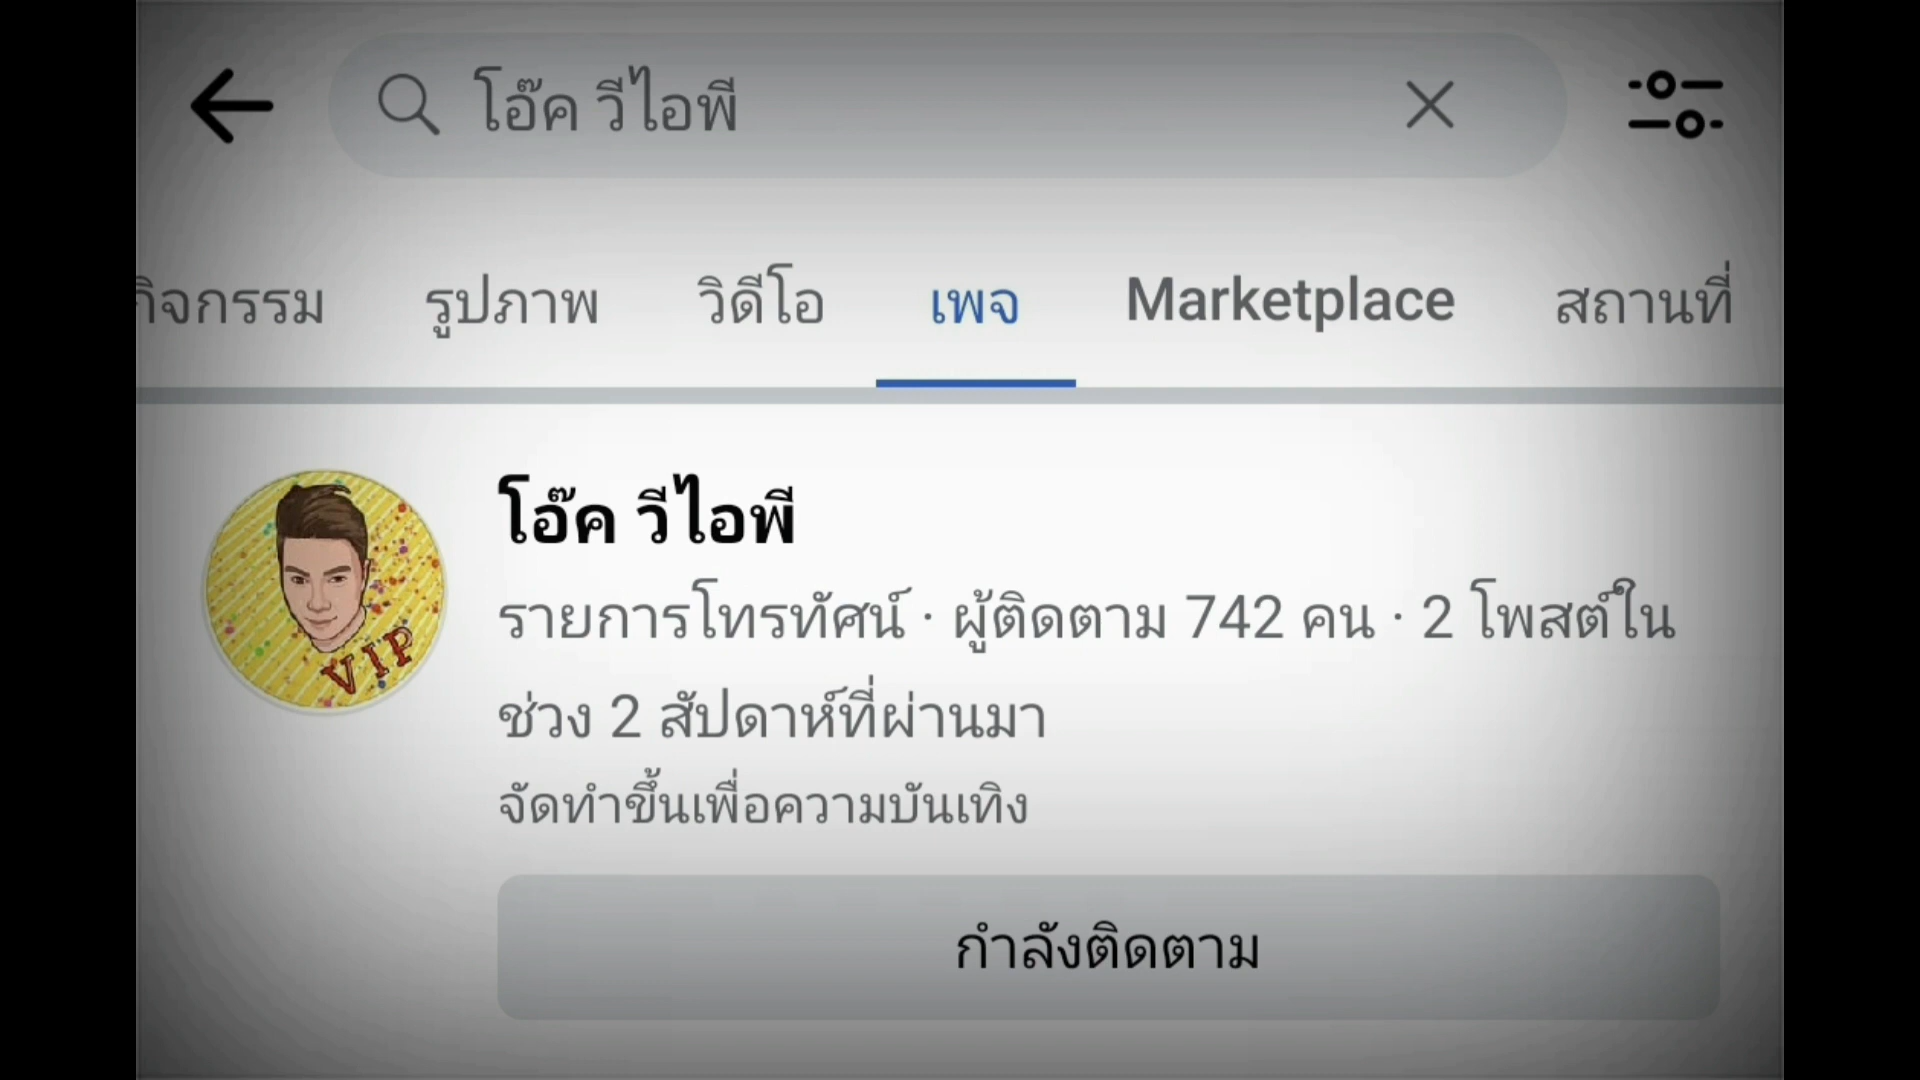 โอ๊ค วีไอพี
กิจกรรม รูปภาพ วิดีโอ เพจ Marketplace สถานที่
โอ๊ค วีไอพี
รายการโทรทัศน์ · ผู้ติดตาม 742 คน · 2 โพสต์ใน
ช่วง 2 สัปดาห์ที่ผ่านมา
จัดทำขึ้นเพื่อความบันเทิง
VIP
กำลังติดตาม